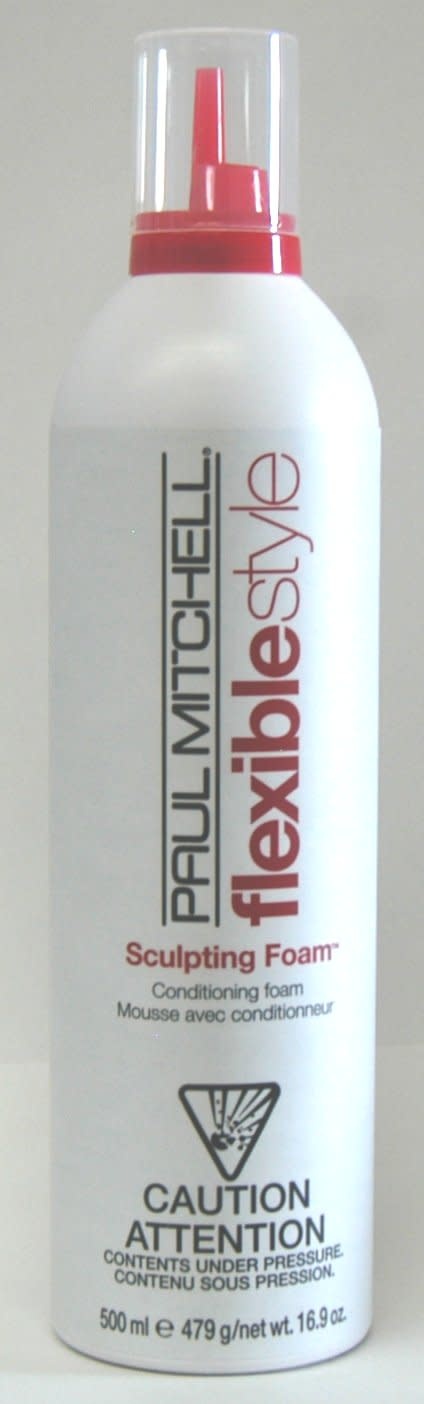 PAUL MITCHELL®
flexiblestyle
Sculpting Foam™
Conditioning foam
Mousse avec conditionneur
CAUTION
ATTENTION
CONTENTS UNDER PRESSURE.
CONTENU SOUS PRESSION.
500 ml ℮ 479 g/net wt. 16.9 oz.